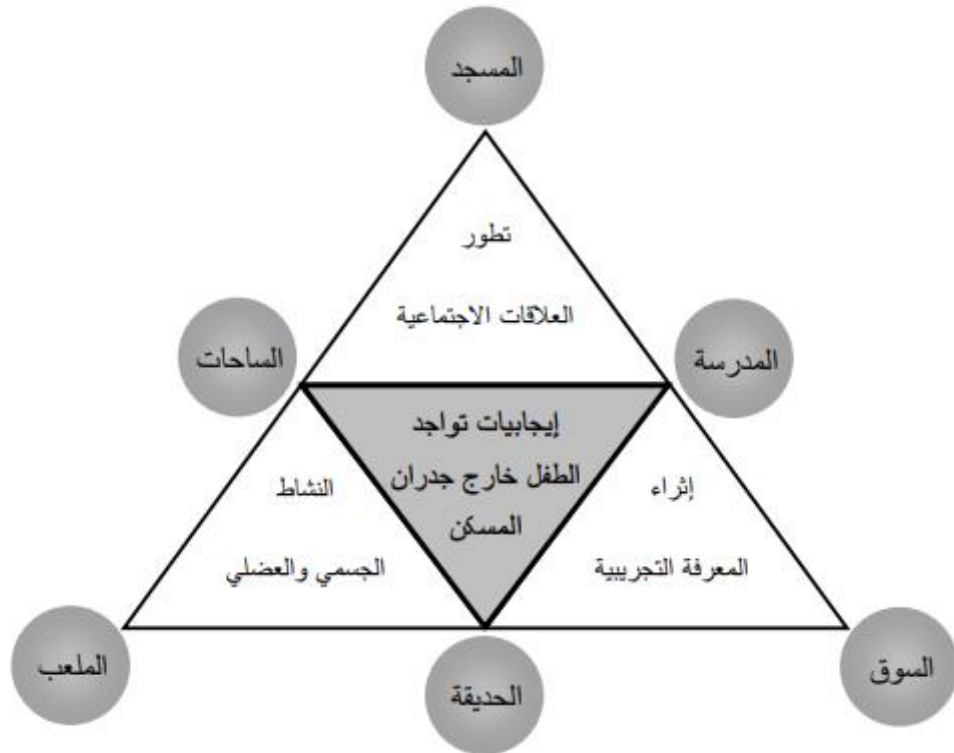 المسجد
تطور
العلاقات الاجتماعية
المدرسة
الساحات
إيجابيات تواجد
الطفل خارج جدران
المسكن
إثراء
المعرفة التجريبية
النشاط
الجسمي والعضلي
السوق
الحديقة
الملعب